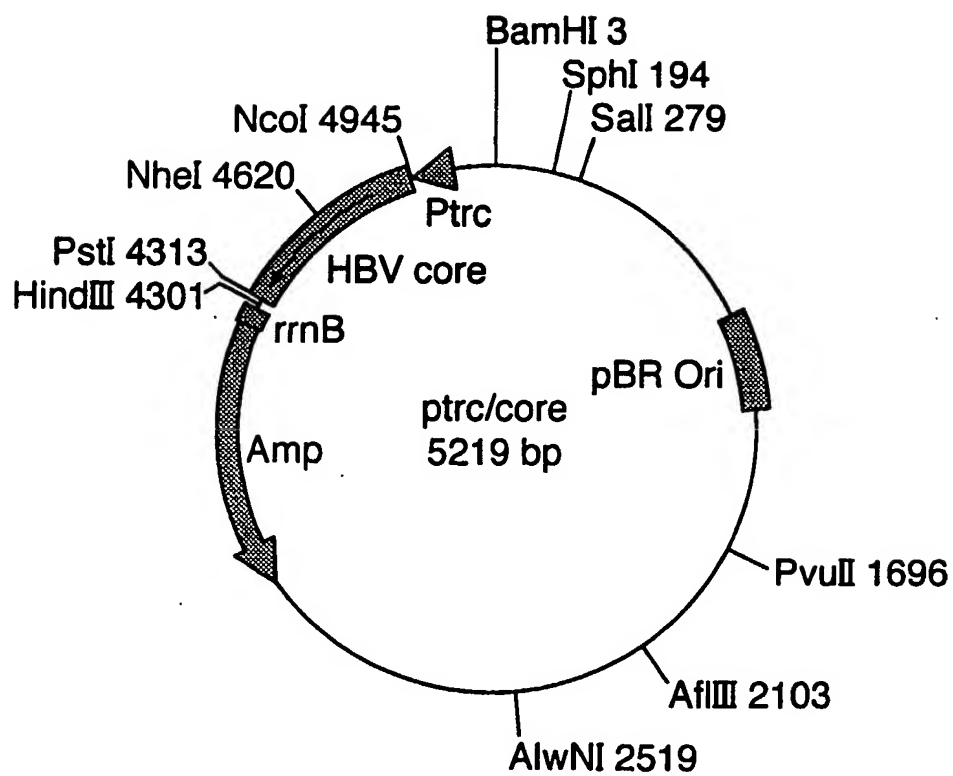 BamHI 3
SphI 194
SalI 279
NcoI 4945
NheI 4620
Ptrc
PstI 4313
HBV core
HindIII 4301
rrnB
pBR Ori
ptrc/core
5219 bp
Amp
PvuII 1696
AflIII 2103
AlwNI 2519